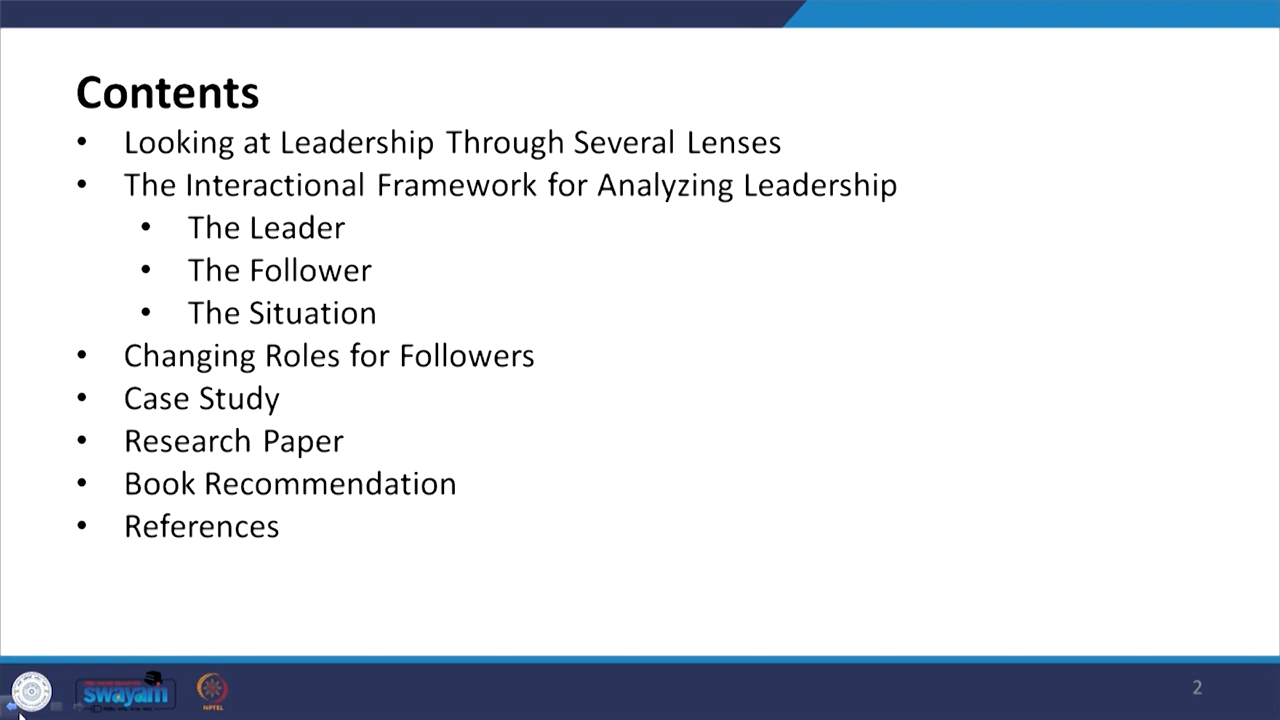 Contents
• Looking at Leadership Through Several Lenses
• The Interactional Framework for Analyzing Leadership
• The Leader
• The Follower
• The Situation
• Changing Roles for Followers
• Case Study
• Research Paper
• Book Recommendation
• References
swayam
NPTEL
2